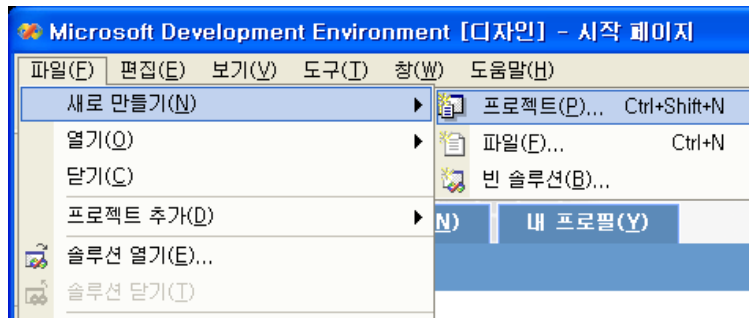 Microsoft Development Environment [디자인] - 시작 페이지
파일(F) 편집(E) 보기(V) 도구(T) 창(W) 도움말(H)
새로 만들기(N)
프로젝트(P)... Ctrl+Shift+N
열기(O)
파일(F)... Ctrl+N
닫기(C)
빈 솔루션(B)...
프로젝트 추가(D)
N) 내 프로필(Y)
솔루션 열기(E)...
솔루션 닫기(T)